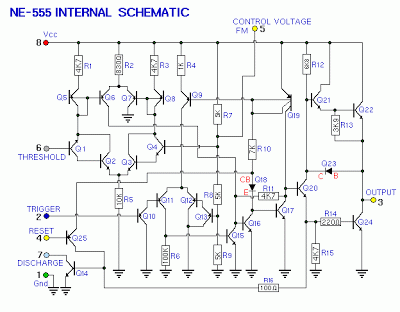 NE-555 INTERNAL SCHEMATIC
CONTROL VOLTAGE
FM 5
8 Vcc
4K7 R1
830Ω R2
4K7 R3
1K R4
6K8 R12
Q5
Q6
Q7
Q8
Q9
Q19
Q21
Q22
5K R7
4K7 R13
6 THRESHOLD
Q1
Q2
Q3
Q4
7K R10
Q23
C B
CB Q18
E
R11
4K7
Q20
10K R5
5K R8
OUTPUT
3
TRIGGER
2
Q10
Q11
Q12
Q13
Q15
Q16
Q17
R14
220Ω
Q24
RESET
4
Q25
100K R6
5K R9
4K7 R15
7
DISCHARGE
1
Gnd
Q14
R16
100Ω